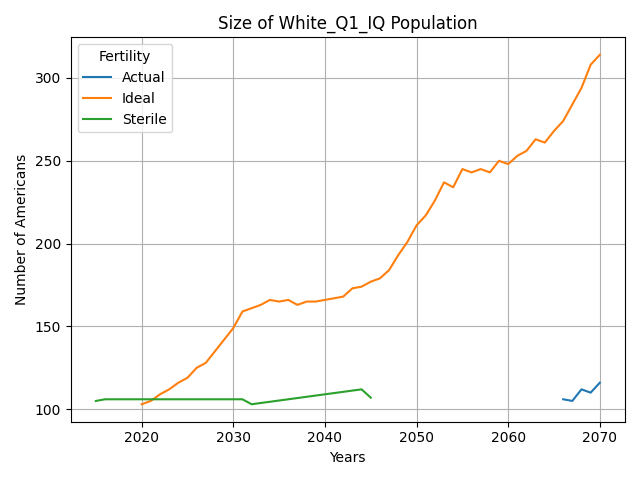 Size of White_Q1_IQ Population
Fertility
Actual
Ideal
Sterile
Number of Americans
300
250
200
150
100
2020 2030 2040 2050 2060 2070
Years